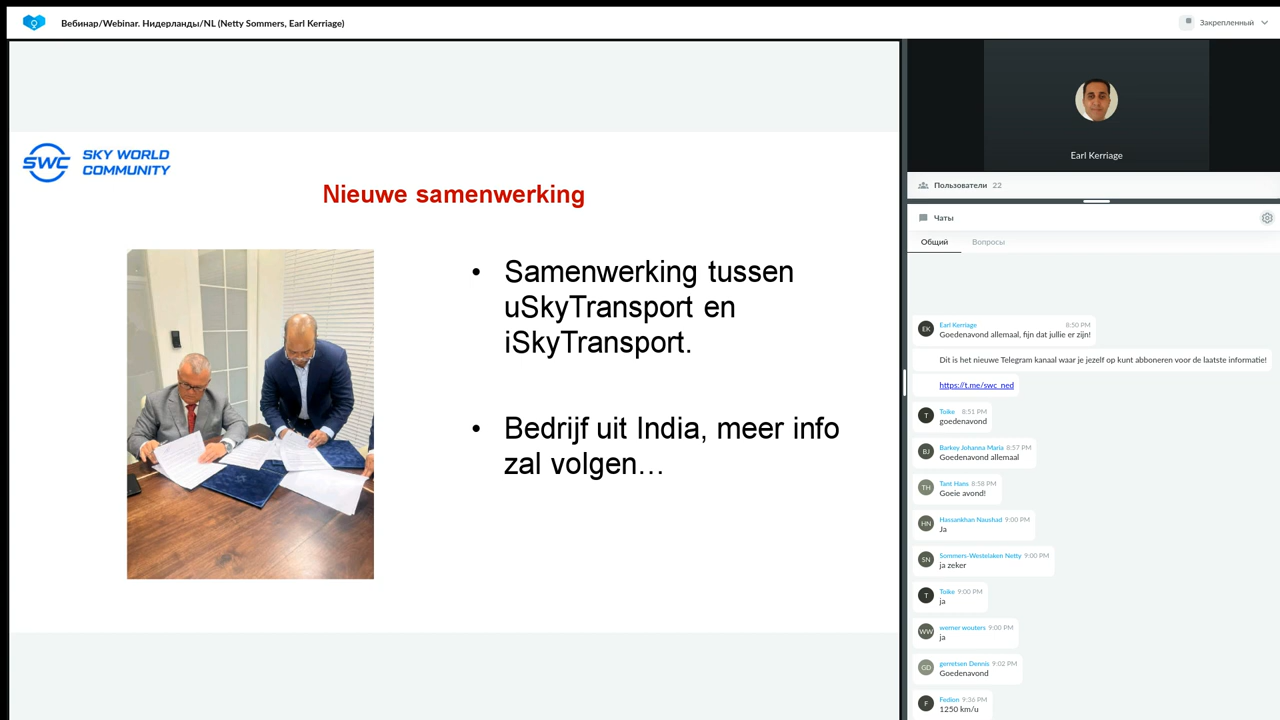 Вебинар/Webinar. Нидерланды/NL (Netty Sommers, Earl Kerriage)
Закрепленный
SWC
SKY WORLD
COMMUNITY
Nieuwe samenwerking
• Samenwerking tussen
uSkyTransport en
iSkyTransport.
• Bedrijf uit India, meer info
zal volgen...
Earl Kerriage
Пользователи 22
Чаты
Общий Вопросы
EK Earl Kerriage 8:50 PM
Goedenavond allemaal, fijn dat jullie er zijn!
Dit is het nieuwe Telegram kanaal waar je jezelf op kunt abboneren voor de laatste informatie!
https://t.me/swc_ned
T Toike 8:51 PM
goedenavond
BJ Barkey Johanna Maria 8:57 PM
Goedenavond allemaal
TH Tant Hans 8:58 PM
Goeie avond!
HN Hassankhan Naushad 9:00 PM
Ja
SN Sommers-Westelaken Netty 9:00 PM
ja zeker
T Toike 9:00 PM
ja
WW werner wouters 9:00 PM
ja
GD gerretsen Dennis 9:02 PM
Goedenavond
F Fedion 9:36 PM
1250 km/u